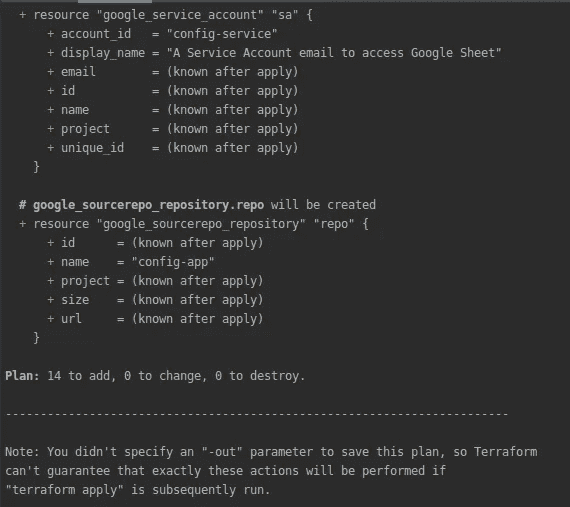 + resource "google_service_account" "sa" {
+ account_id   = "config-service"
+ display_name = "A Service Account email to access Google Sheet"
+ email        = (known after apply)
+ id           = (known after apply)
+ name         = (known after apply)
+ project      = (known after apply)
+ unique_id    = (known after apply)
}
# google_sourcerepo_repository.repo will be created
+ resource "google_sourcerepo_repository" "repo" {
+ id      = (known after apply)
+ name    = "config-app"
+ project = (known after apply)
+ size    = (known after apply)
+ url     = (known after apply)
}
Plan: 14 to add, 0 to change, 0 to destroy.
------------------------------------------------------------------------
Note: You didn't specify an "-out" parameter to save this plan, so Terraform
can't guarantee that exactly these actions will be performed if
"terraform apply" is subsequently run.